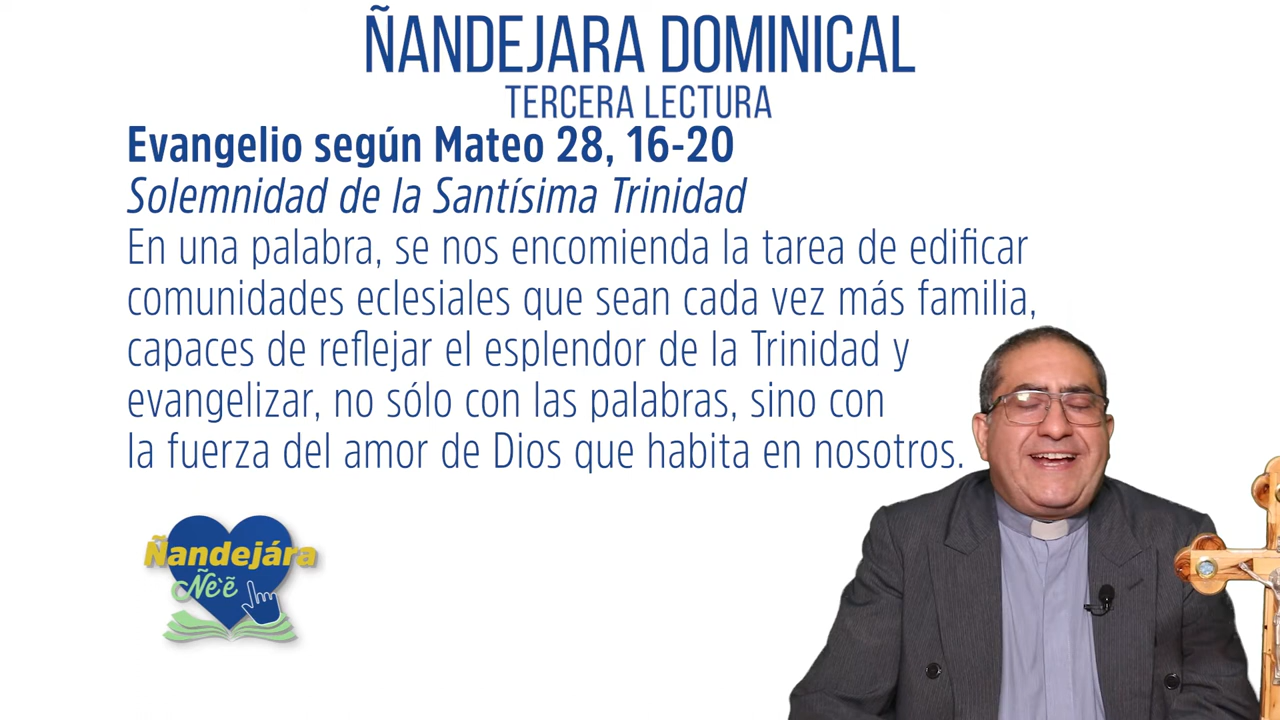 ÑANDEJARA DOMINICAL
TERCERA LECTURA
Evangelio según Mateo 28, 16-20
Solemnidad de la Santísima Trinidad
En una palabra, se nos encomienda la tarea de edificar
comunidades eclesiales que sean cada vez más familia,
capaces de reflejar el esplendor de la Trinidad y
evangelizar, no sólo con las palabras, sino con
la fuerza del amor de Dios que habita en nosotros.
Ñandejára
Ñe'ẽ